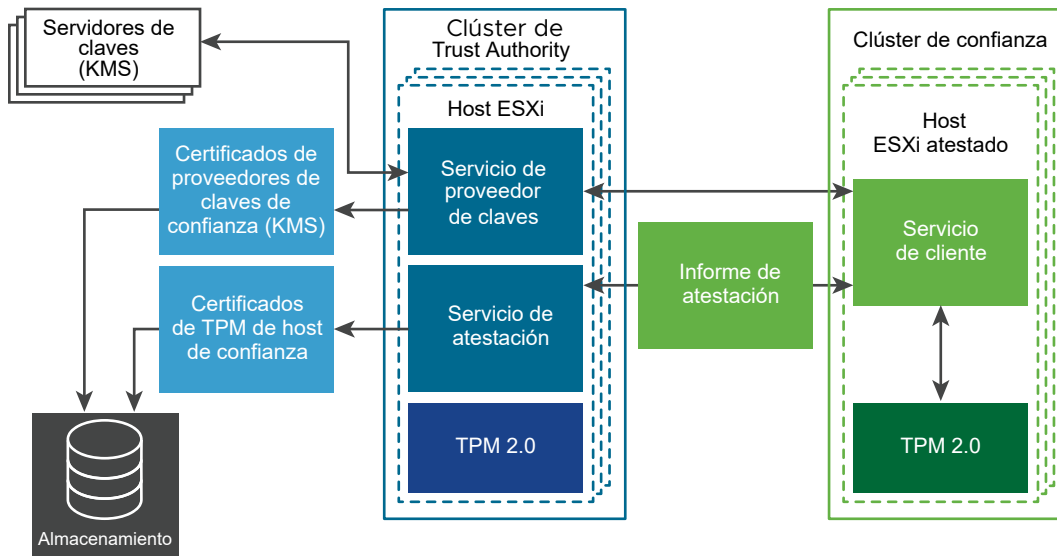 Servidores de
claves
(KMS)
Clúster de
Trust Authority
Clúster de confianza
Host ESXi
Host
ESXi atestado
Certificados de
proveedores de
claves de
confianza (KMS)
Servicio de
proveedor
de claves
Servicio
de cliente
Informe de
atestación
Certificados
de TPM de host
de confianza
Servicio de
atestación
TPM 2.0
TPM 2.0
Almacenamiento